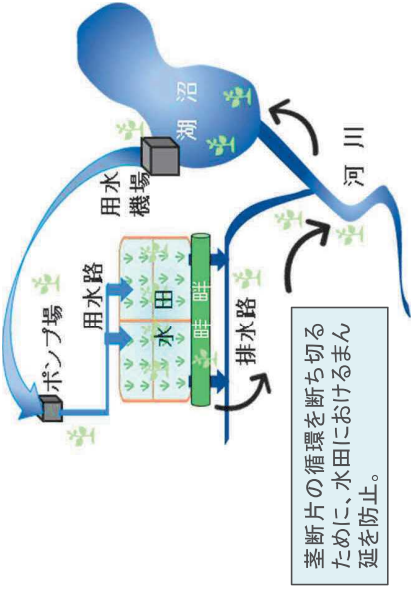 湖沼
用水
機場
河川
用水路
ポンプ場
水田
畦畔
排水路
茎断片の循環を断ち切る
ために、水田におけるまん
延を防止。